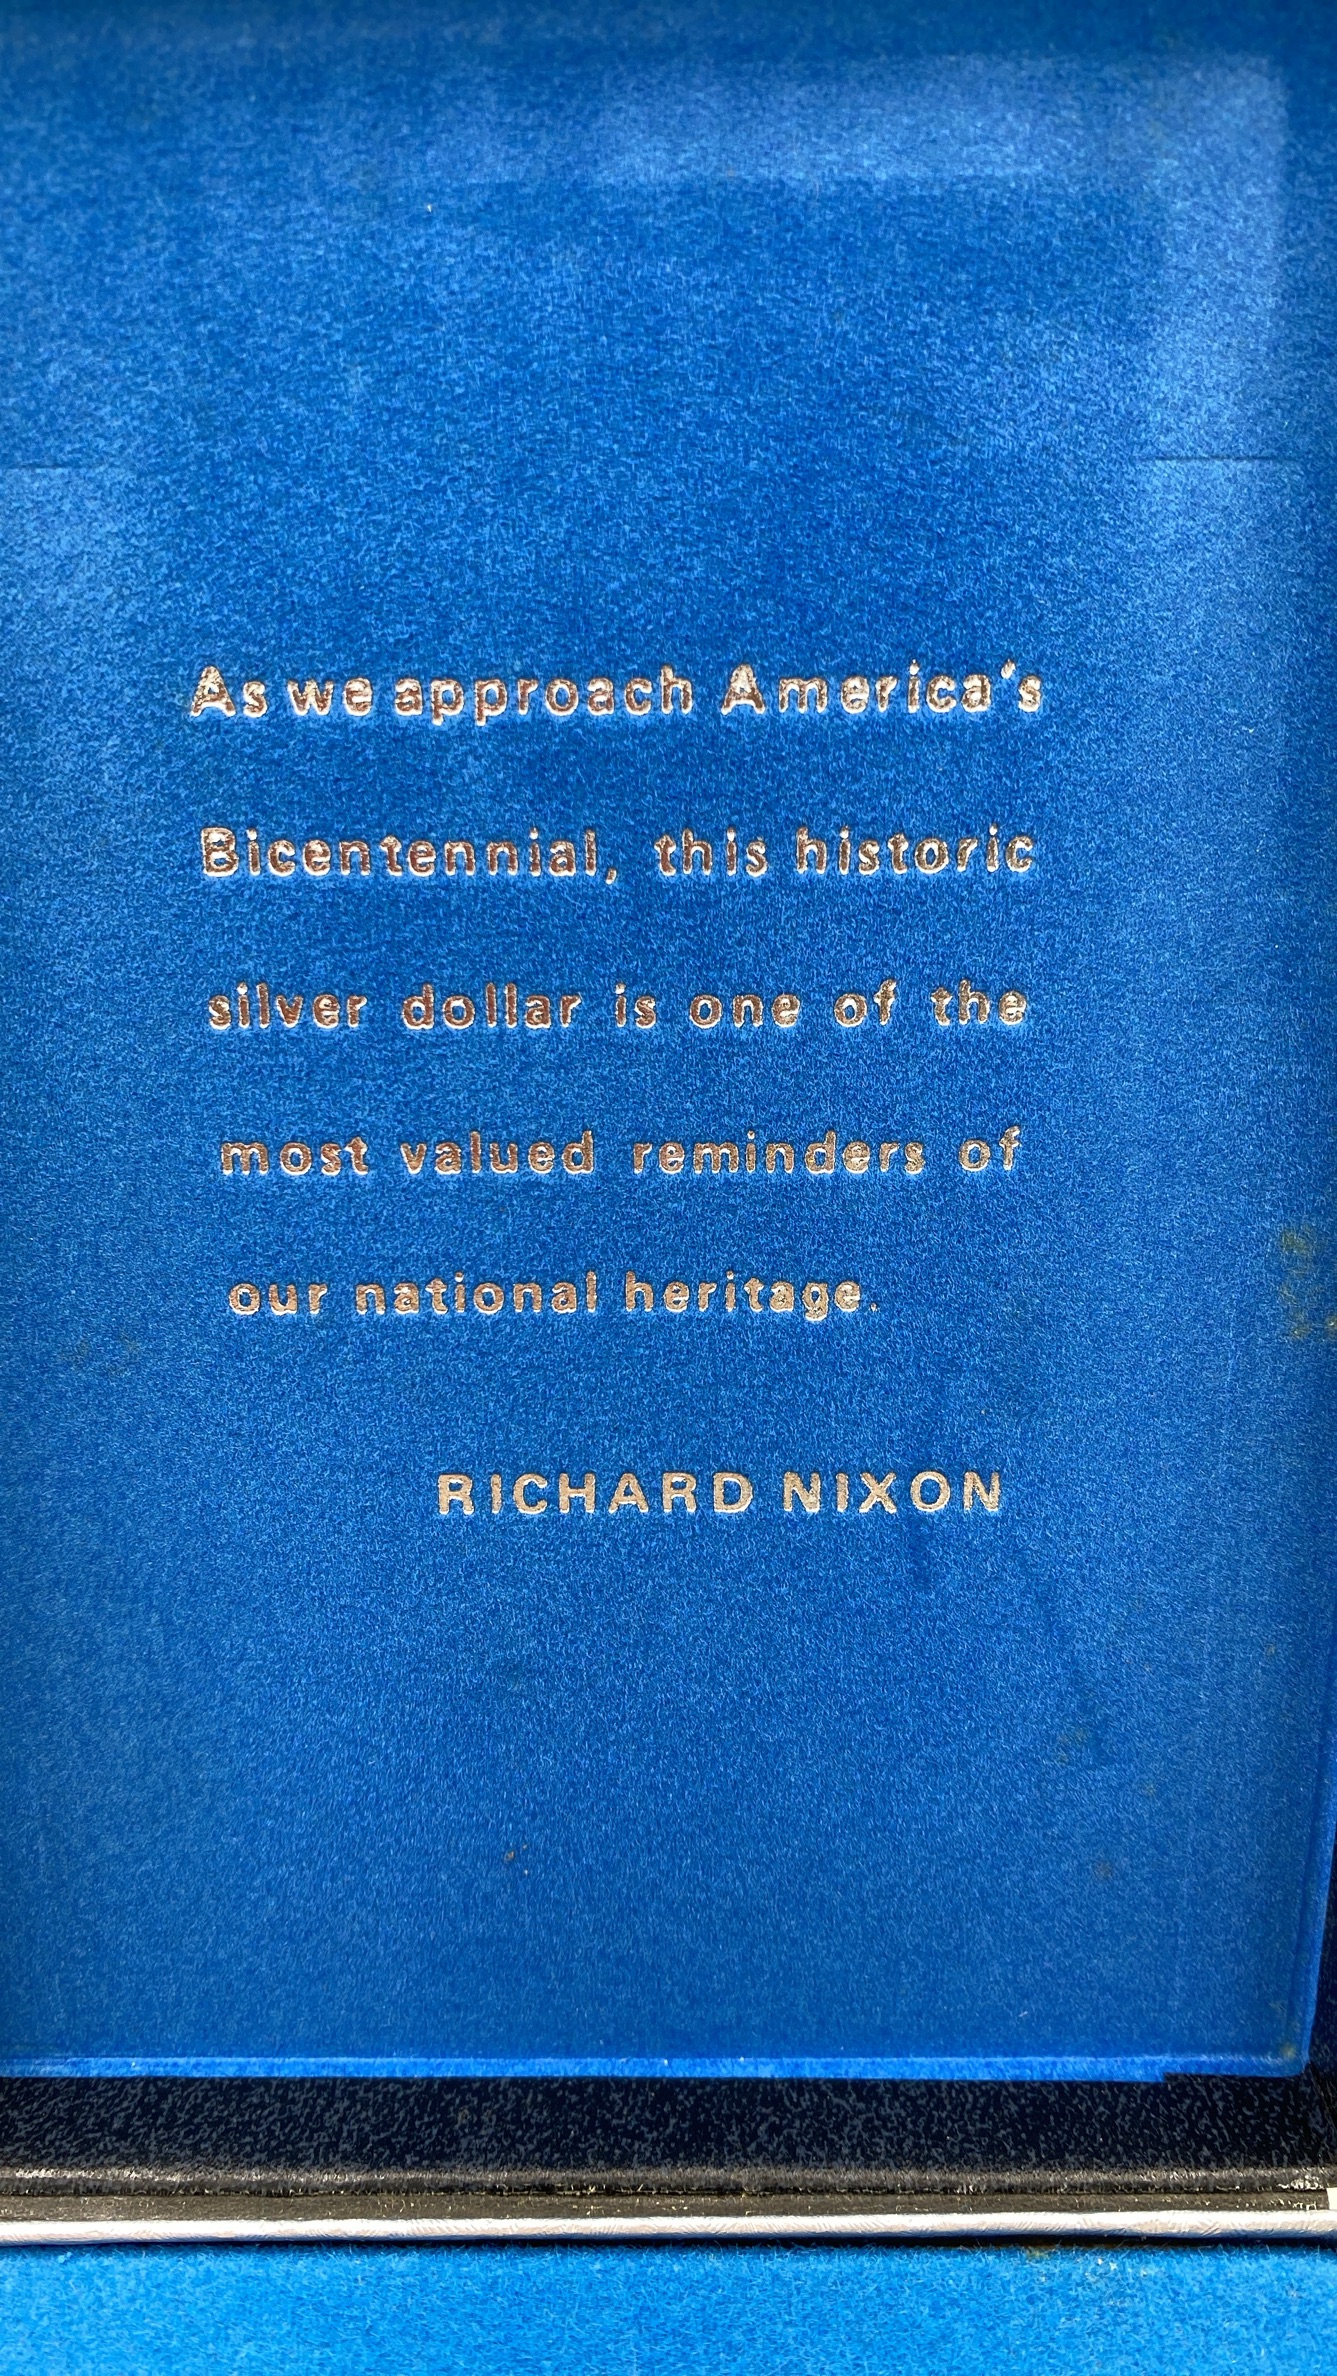 As we approach America's
Bicentennial, this historic
silver dollar is one of the
most valued reminders of
our national heritage.
RICHARD NIXON